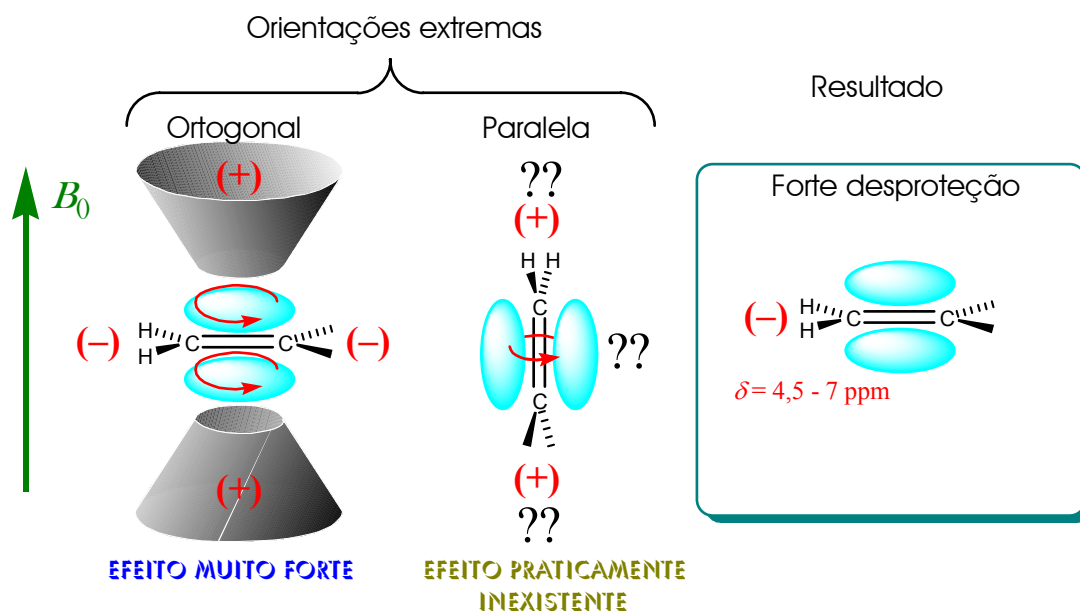 Orientações extremas
Resultado
Ortogonal
Paralela
B0
(+)
(–)
H
H
C
C
(–)
(+)
EFEITO MUITO FORTE
??
(+)
H H
C
??
C
(+)
??
EFEITO PRATICAMENTE
INEXISTENTE
Forte desproteção
(–)
H
H
C
C
δ = 4,5 - 7 ppm